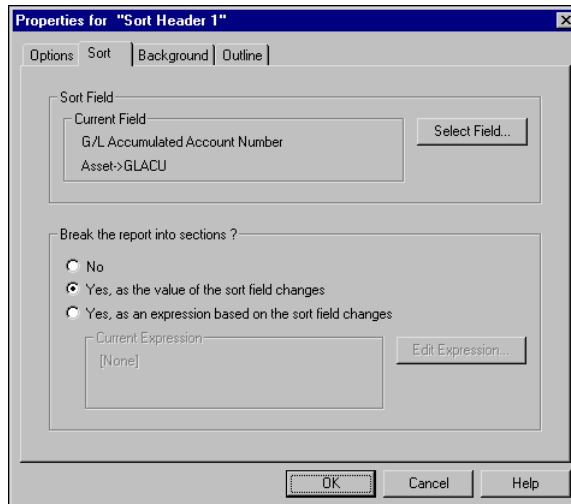 Properties for "Sort Header 1"
Options Sort Background Outline
Sort Field
Current Field
G/L Accumulated Account Number
Asset->GLACU
Select Field...
Break the report into sections ?
No
Yes, as the value of the sort field changes
Yes, as an expression based on the sort field changes
Current Expression
[None]
Edit Expression...
OK Cancel Help